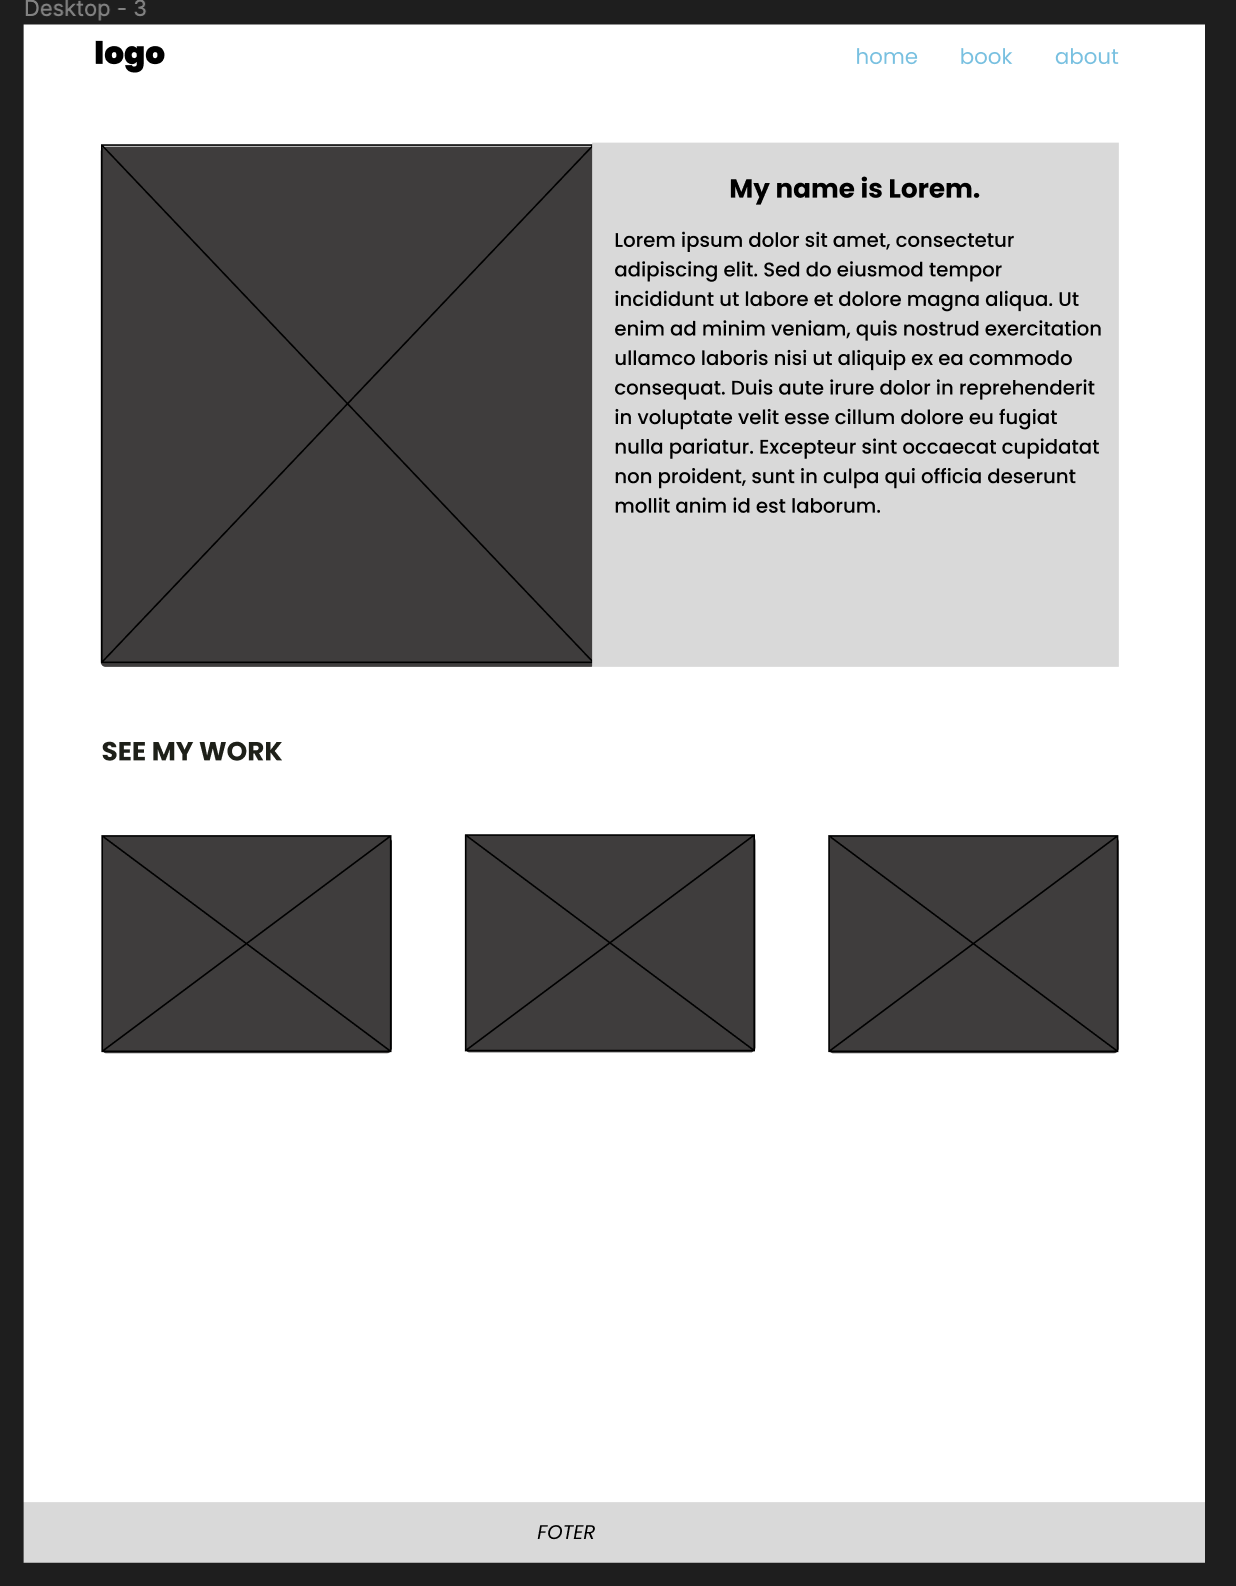 Desktop - 3
logo
home book about
My name is Lorem.
Lorem ipsum dolor sit amet, consectetur
adipiscing elit. Sed do eiusmod tempor
incididunt ut labore et dolore magna aliqua. Ut
enim ad minim veniam, quis nostrud exercitation
ullamco laboris nisi ut aliquip ex ea commodo
consequat. Duis aute irure dolor in reprehenderit
in voluptate velit esse cillum dolore eu fugiat
nulla pariatur. Excepteur sint occaecat cupidatat
non proident, sunt in culpa qui officia deserunt
mollit anim id est laborum.
SEE MY WORK
FOTER